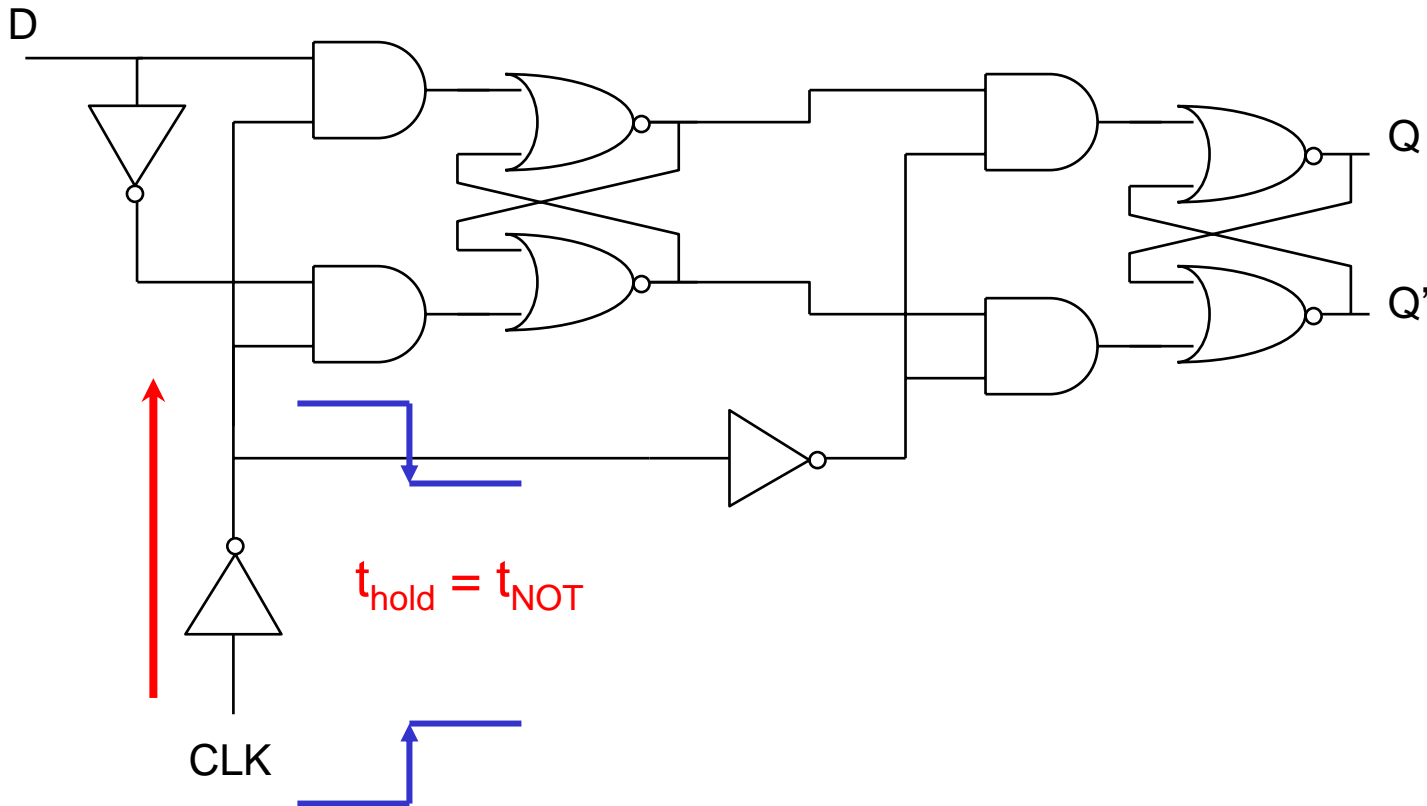 D
Q
Q’
t_hold = t_NOT
CLK